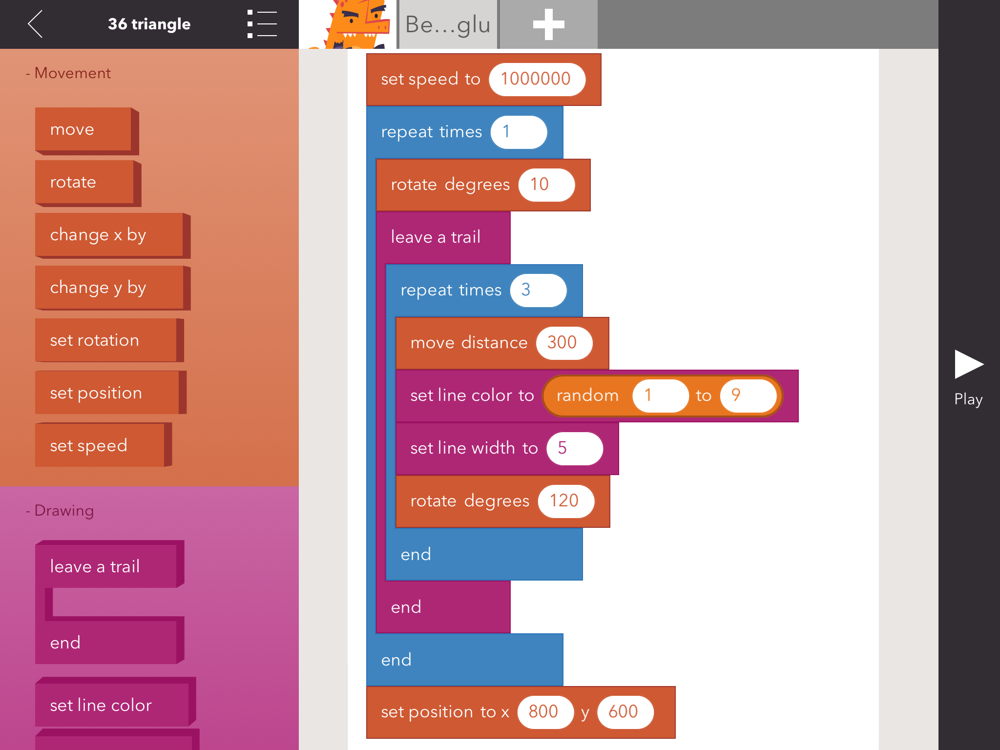 36 triangle
Be...glu
- Movement
move
rotate
change x by
change y by
set rotation
set position
set speed
- Drawing
leave a trail
end
set line color
set speed to 1000000
repeat times 1
rotate degrees 10
leave a trail
repeat times 3
move distance 300
set line color to random 1 to 9
set line width to 5
rotate degrees 120
end
end
end
set position to x 800 y 600
Play